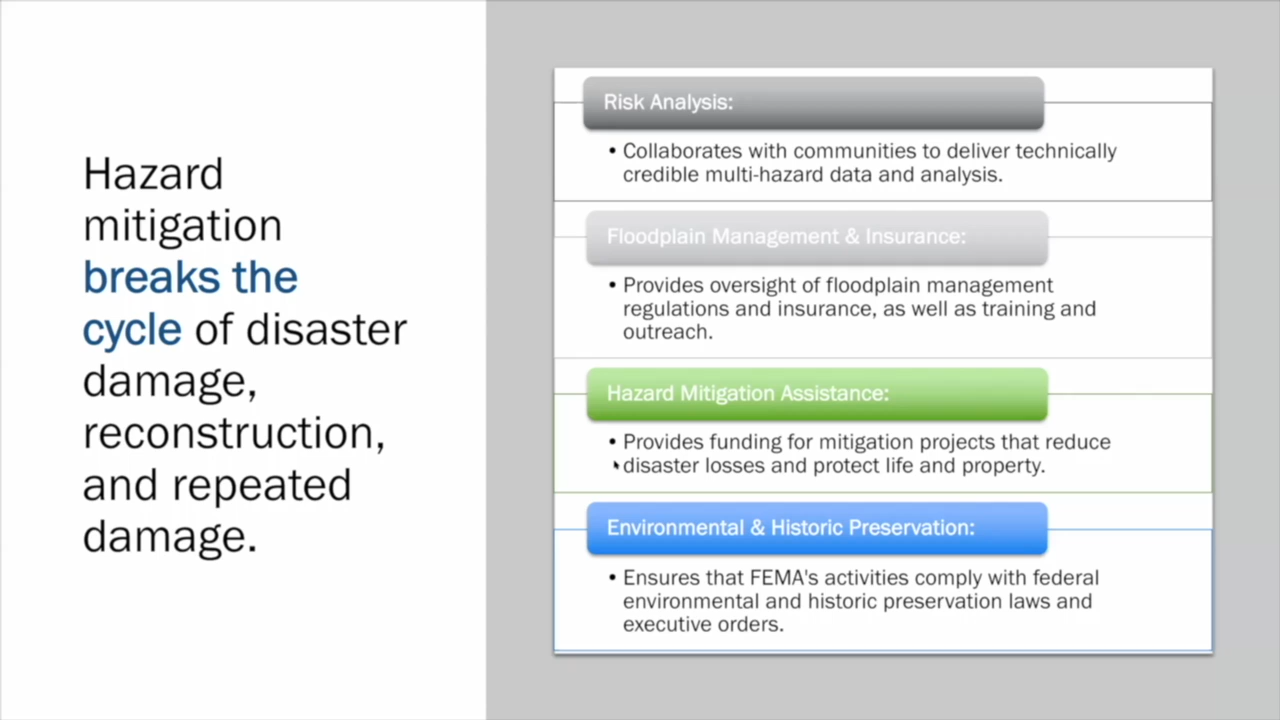 Hazard
mitigation
breaks the
cycle of disaster
damage,
reconstruction,
and repeated
damage.
Risk Analysis:
• Collaborates with communities to deliver technically
credible multi-hazard data and analysis.
Floodplain Management & Insurance:
• Provides oversight of floodplain management
regulations and insurance, as well as training and
outreach.
Hazard Mitigation Assistance:
• Provides funding for mitigation projects that reduce
disaster losses and protect life and property.
Environmental & Historic Preservation:
• Ensures that FEMA's activities comply with federal
environmental and historic preservation laws and
executive orders.